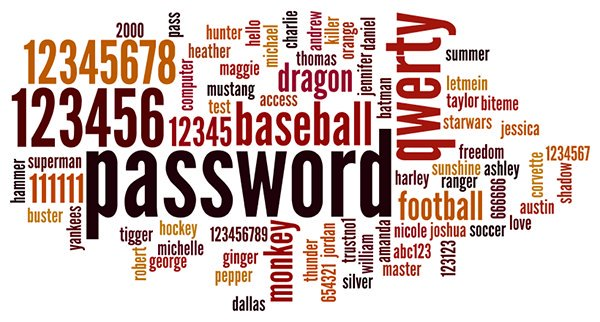 2000
pass
hunter
hello
michael
charlie
andrew
killer
orange
daniel
qwerty
summer
12345678
heather
maggie
thomas
jennifer
computer
mustang
dragon
batman
letmein
test
access
taylor
biteme
123456
12345
baseball
starwars
jessica
hammer
superman
password
freedom
1234567
sunshine
ashley
corvette
shadow
111111
harley
ranger
666666
buster
football
austin
love
yankees
tigger
hockey
123456789
monkey
thunder
jordan
trustno1
william
amanda
nicole
joshua
soccer
robert
michelle
george
ginger
pepper
654321
silver
abc123
master
123123
dallas